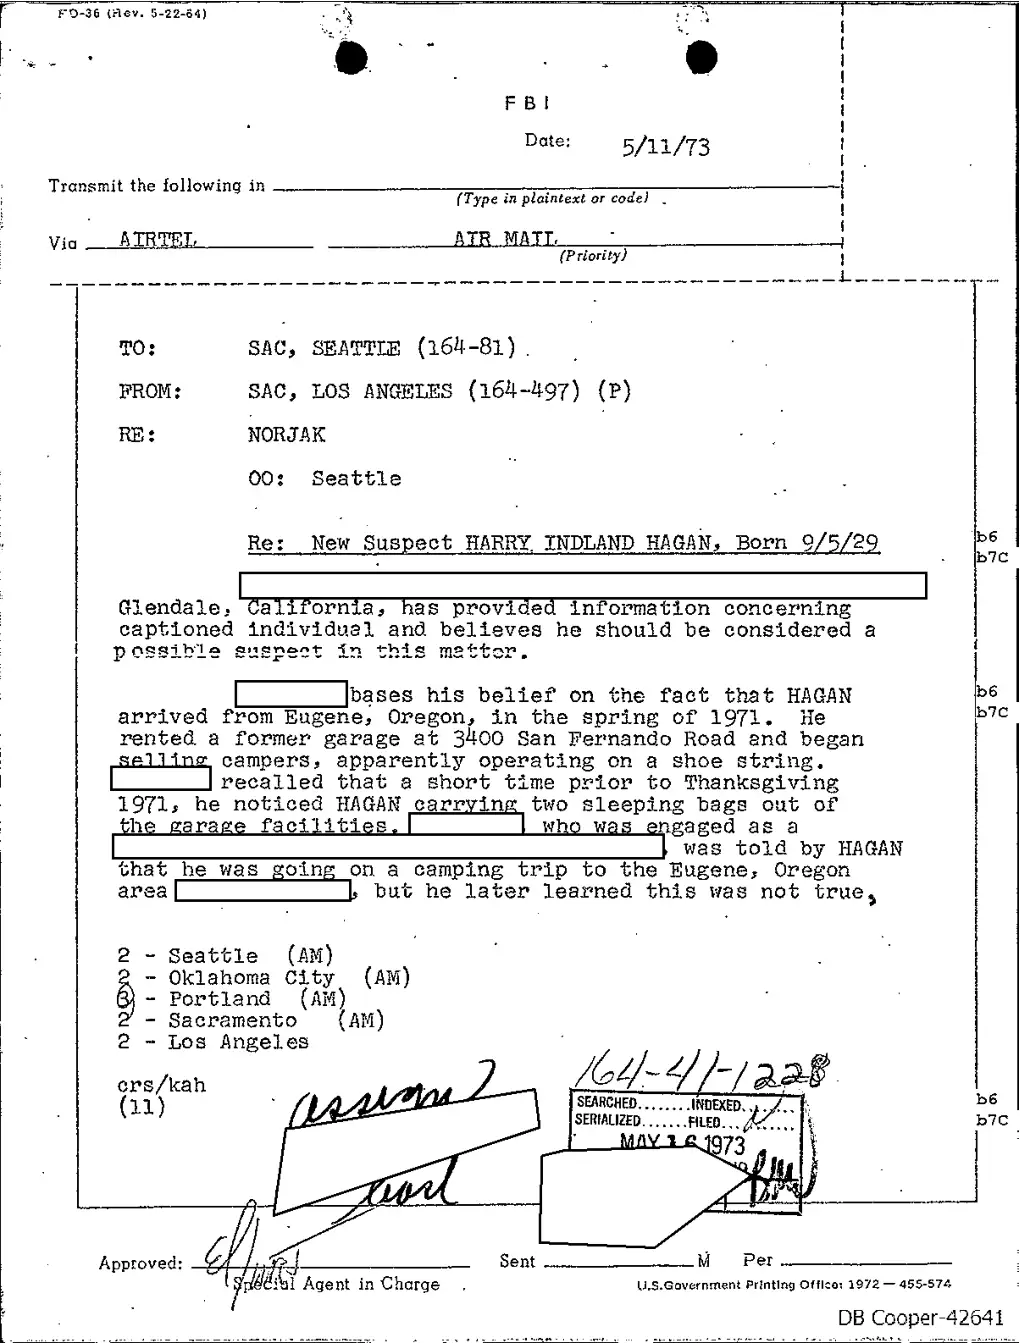 FD-36 (Rev. 5-22-64)
F B I
Date: 5/11/73
Transmit the following in
(Type in plaintext or code)
Via AIRTEL AIR MAIL
(Priority)
TO: SAC, SEATTLE (164-81)
FROM: SAC, LOS ANGELES (164-497) (P)
RE: NORJAK
OO: Seattle
Re: New Suspect HARRY INDLAND HAGAN, Born 9/5/29
b6
b7C
Glendale, California, has provided information concerning
captioned individual and believes he should be considered a
possible suspect in this matter.
bases his belief on the fact that HAGAN
b6
b7C
arrived from Eugene, Oregon, in the spring of 1971. He
rented a former garage at 3400 San Fernando Road and began
selling campers, apparently operating on a shoe string.
recalled that a short time prior to Thanksgiving
1971, he noticed HAGAN carrying two sleeping bags out of
the garage facilities. , who was engaged as a
, was told by HAGAN
that he was going on a camping trip to the Eugene, Oregon
area , but he later learned this was not true,
2 - Seattle (AM)
2 - Oklahoma City (AM)
3 - Portland (AM)
2 - Sacramento (AM)
2 - Los Angeles
crs/kah
(11)
assign
164-41-1228
SEARCHED........INDEXED........
SERIALIZED.......FILED.........
MAY 16 1973
b6
b7C
Approved:
Special Agent in Charge
Sent M Per
U.S.Government Printing Office: 1972 — 455-574
DB Cooper-42641